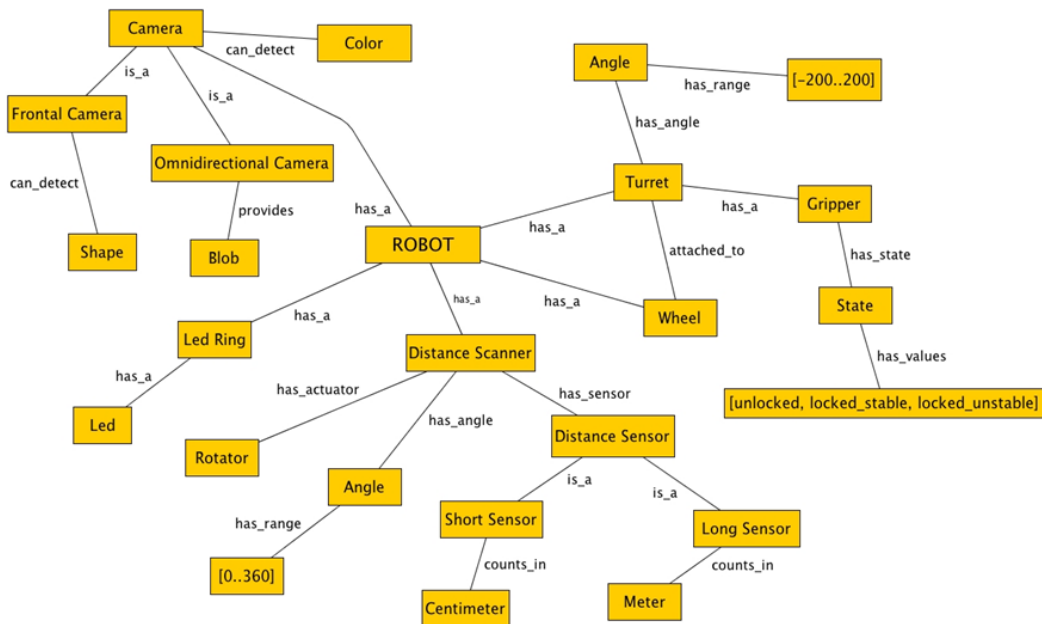 Camera
can_detect
Color
is_a
is_a
Frontal Camera
can_detect
Omnidirectional Camera
provides
Shape
Blob
has_a
ROBOT
Angle
has_range
[-200..200]
has_angle
Turret
has_a
has_a
Gripper
attached_to
has_state
has_a
Wheel
State
has_values
[unlocked, locked_stable, locked_unstable]
has_a
Led Ring
has_a
Led
has_a
Distance Scanner
has_actuator
has_angle
has_sensor
Rotator
Angle
Distance Sensor
has_range
[0..360]
is_a
is_a
Short Sensor
Long Sensor
counts_in
counts_in
Centimeter
Meter